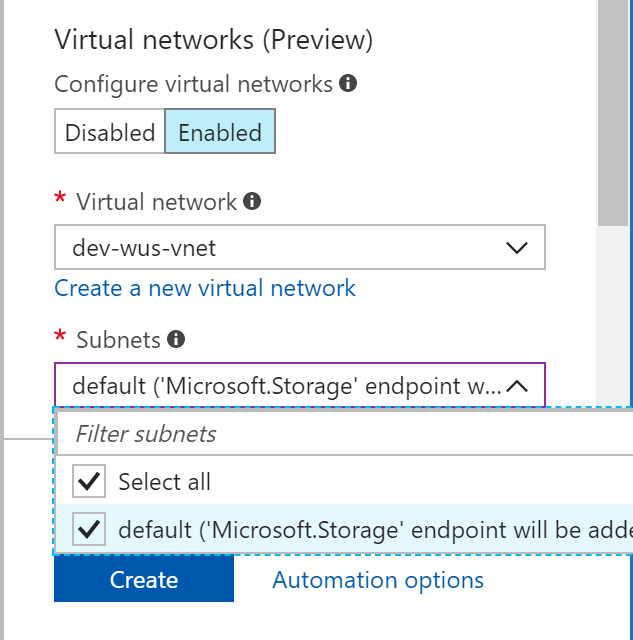 Virtual networks (Preview)
Configure virtual networks
Disabled Enabled
* Virtual network
dev-wus-vnet
Create a new virtual network
* Subnets
default ('Microsoft.Storage' endpoint w...
Filter subnets
Select all
default ('Microsoft.Storage' endpoint will be adde
Create Automation options